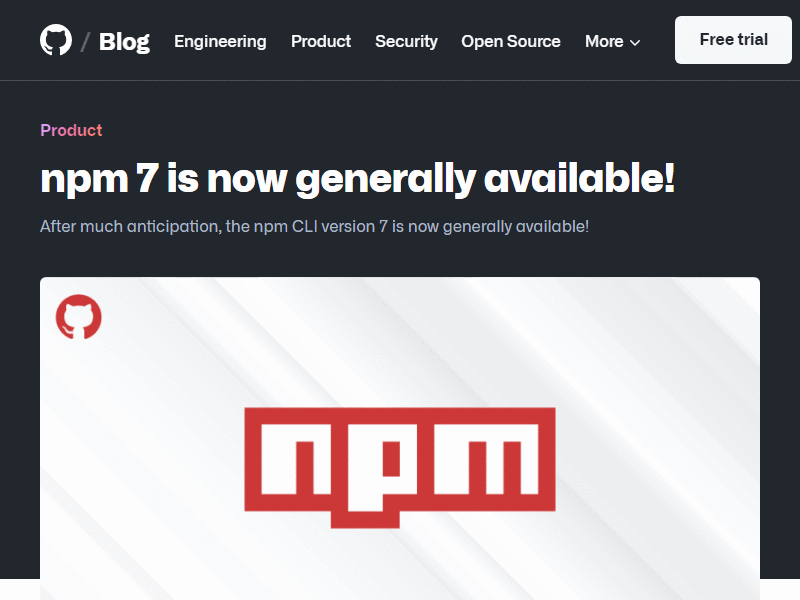 / Blog Engineering Product Security Open Source More Free trial
Product
npm 7 is now generally available!
After much anticipation, the npm CLI version 7 is now generally available!
npm